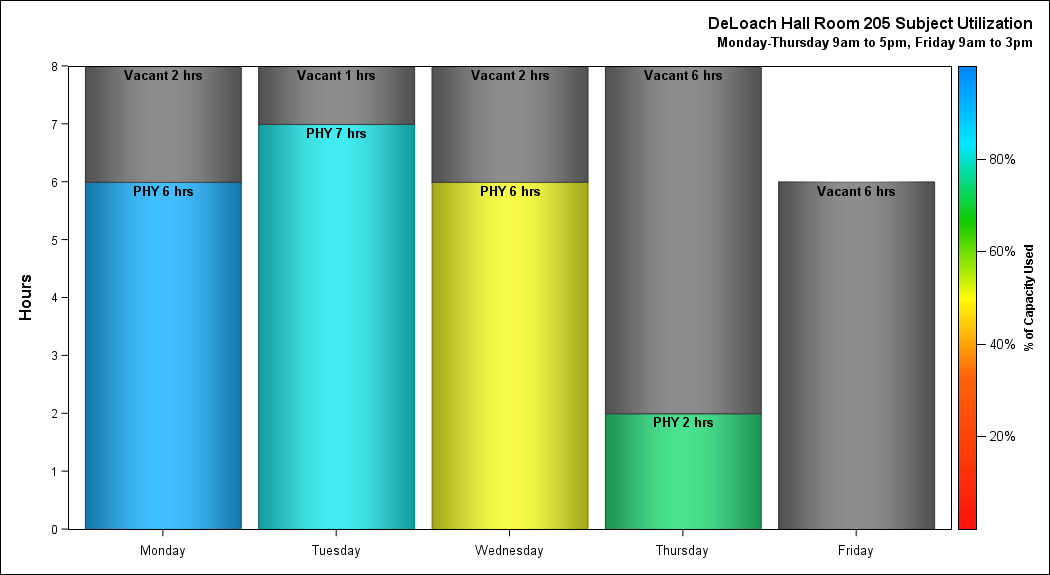 DeLoach Hall Room 205 Subject Utilization
Monday-Thursday 9am to 5pm, Friday 9am to 3pm
Hours
8
7
6
5
4
3
2
1
0
Vacant 2 hrs
PHY 6 hrs
Vacant 1 hrs
PHY 7 hrs
Vacant 2 hrs
PHY 6 hrs
Vacant 6 hrs
PHY 2 hrs
Vacant 6 hrs
Monday
Tuesday
Wednesday
Thursday
Friday
80%
60%
40%
20%
% of Capacity Used